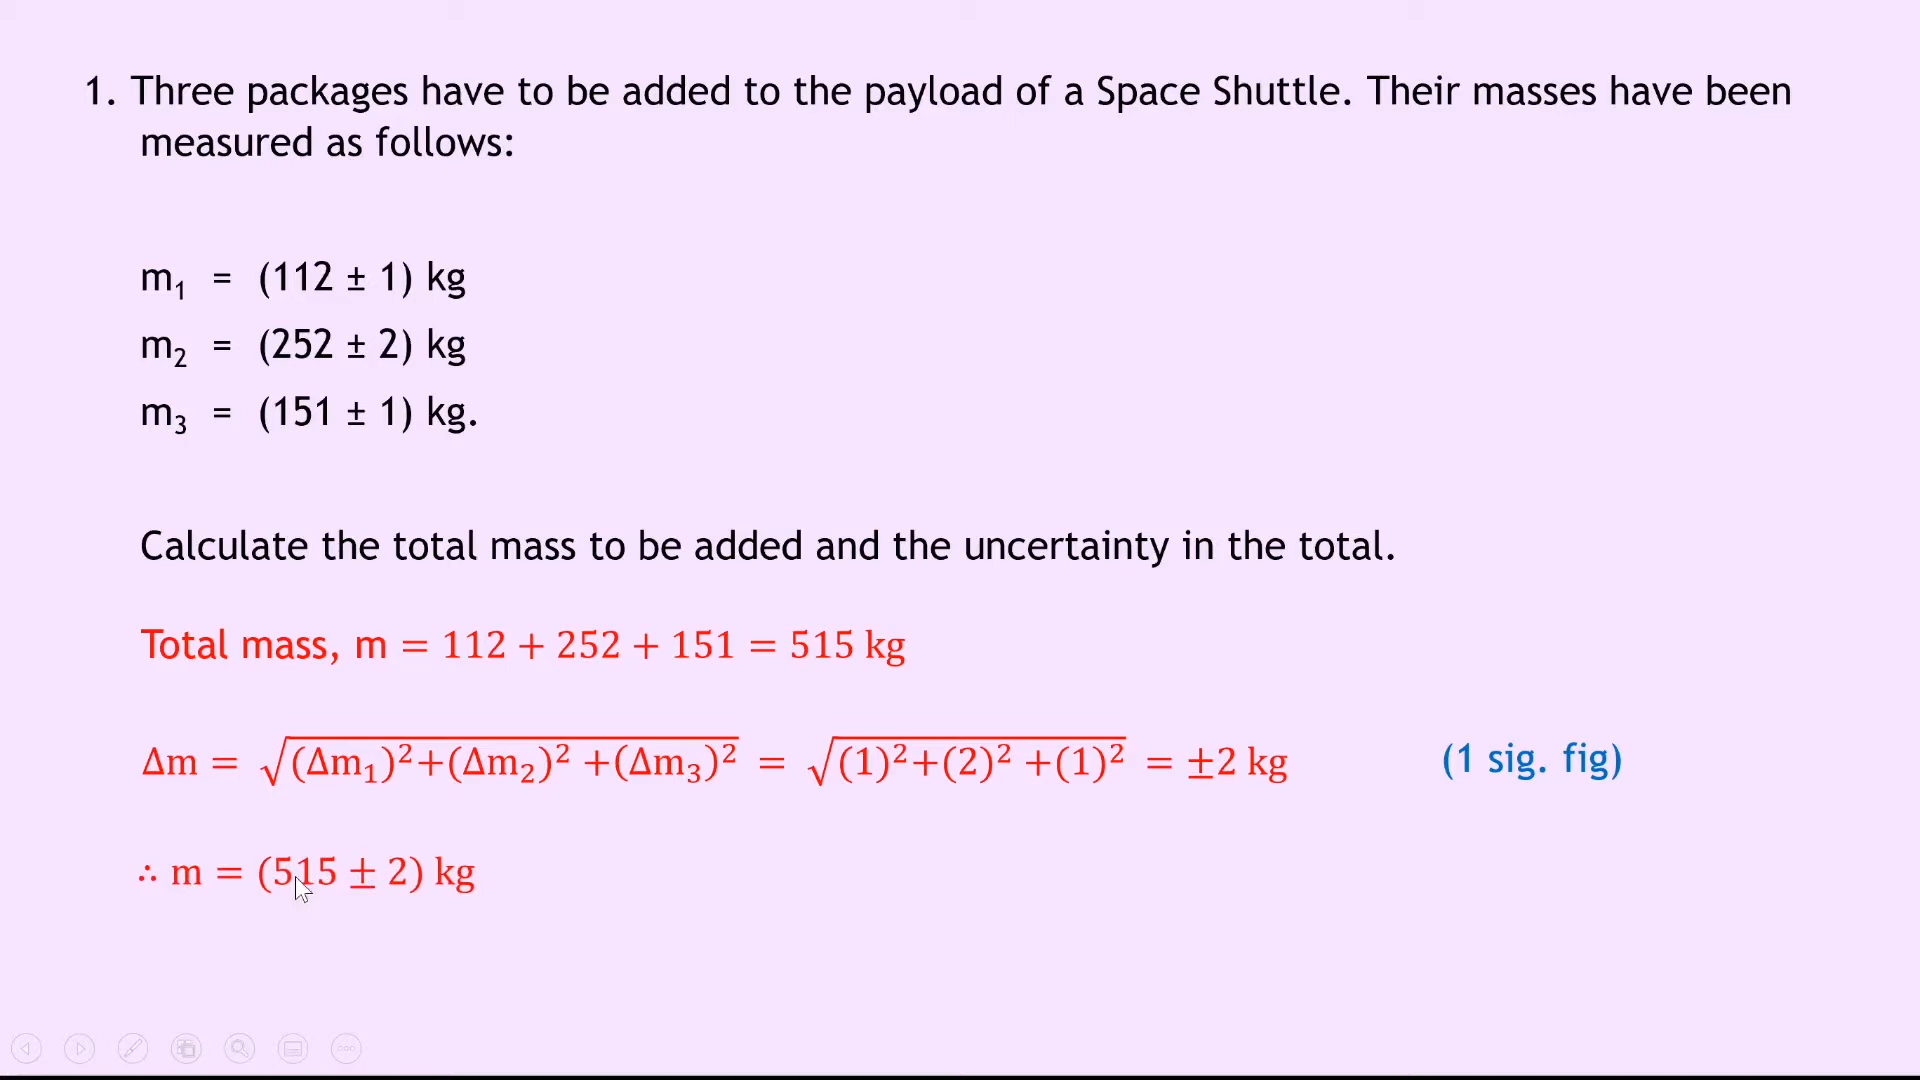 1. Three packages have to be added to the payload of a Space Shuttle. Their masses have been
measured as follows:
m₁ = (112 ± 1) kg
m₂ = (252 ± 2) kg
m₃ = (151 ± 1) kg.
Calculate the total mass to be added and the uncertainty in the total.
Total mass, m = 112 + 252 + 151 = 515 kg
Δm = √((Δm₁)²+(Δm₂)² +(Δm₃)²) = √((1)²+(2)² +(1)²) = ±2 kg (1 sig. fig)
∴ m = (515 ± 2) kg